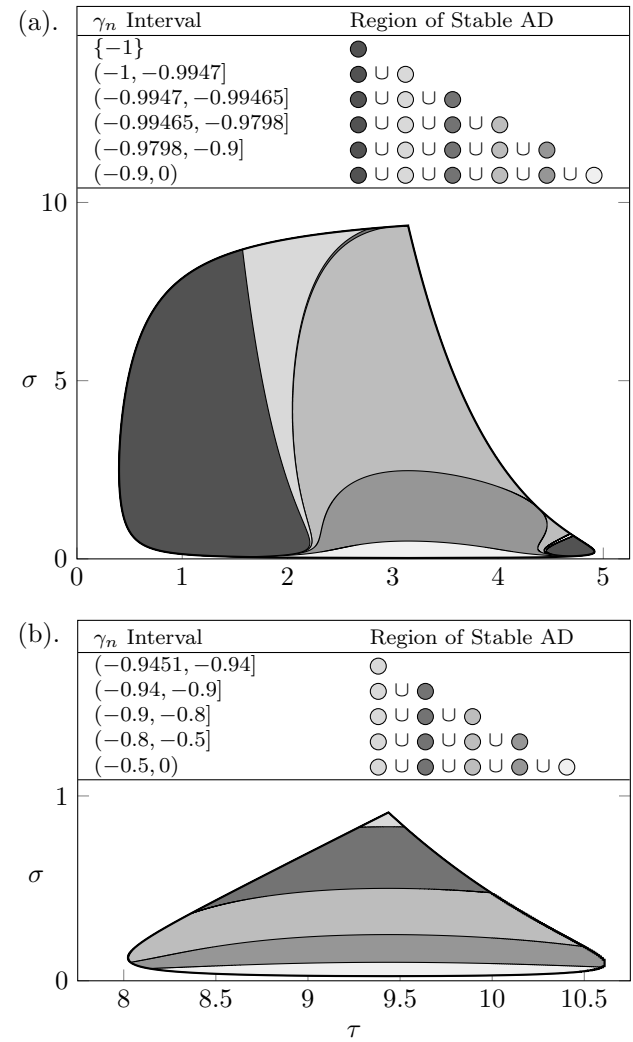 (a).
γₙ Interval Region of Stable AD
{−1}
(−1, −0.9947] ∪
(−0.9947, −0.99465] ∪ ∪
(−0.99465, −0.9798] ∪ ∪ ∪
(−0.9798, −0.9] ∪ ∪ ∪ ∪
(−0.9, 0) ∪ ∪ ∪ ∪ ∪
10
σ
5
0
0 1 2 3 4 5
(b).
γₙ Interval Region of Stable AD
(−0.9451, −0.94]
(−0.94, −0.9] ∪
(−0.9, −0.8] ∪ ∪
(−0.8, −0.5] ∪ ∪ ∪
(−0.5, 0) ∪ ∪ ∪ ∪
1
σ
0
8 8.5 9 9.5 10 10.5
τ